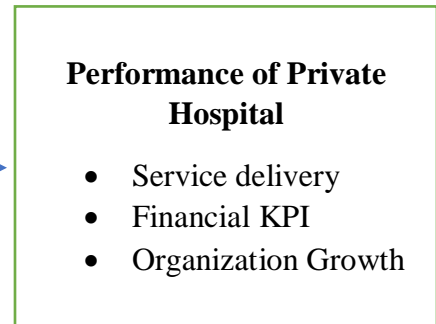 Performance of Private
Hospital
• Service delivery
• Financial KPI
• Organization Growth